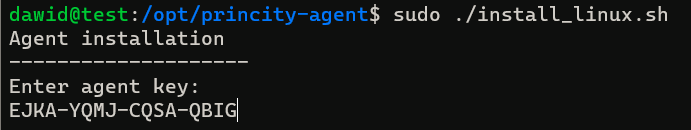 dawid@test:/opt/princity-agent$ sudo ./install_linux.sh
Agent installation
--------------------
Enter agent key:
EJKA-YQMJ-CQSA-QBIG